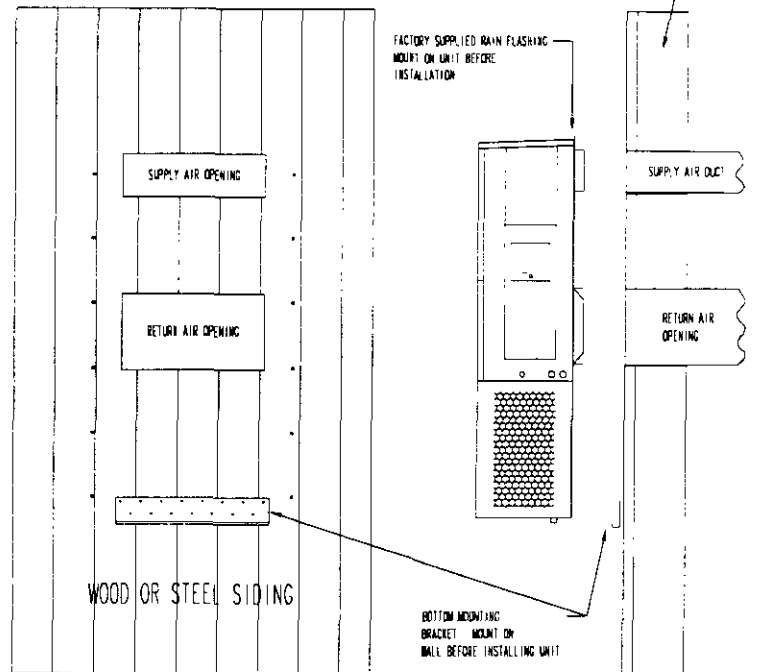 FACTORY SUPPLIED RAIN FLASHING
MOUNT ON UNIT BEFORE
INSTALLATION
SUPPLY AIR OPENING
SUPPLY AIR DUCT
RETURN AIR OPENING
RETURN AIR
OPENING
WOOD OR STEEL SIDING
BOTTOM MOUNTING
BRACKET MOUNT ON
WALL BEFORE INSTALLING UNIT